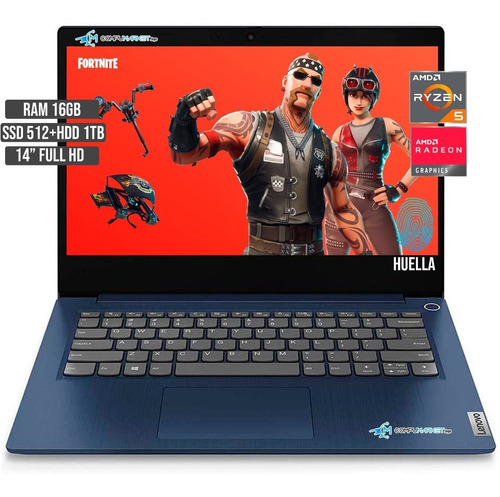 COMPUMARKET.sp
FORTNITE
RAM 16GB
SSD 512+HDD 1TB
14” FULL HD
AMD
RYZEN
5
AMD
RADEON
GRAPHICS
HUELLA
Lenovo